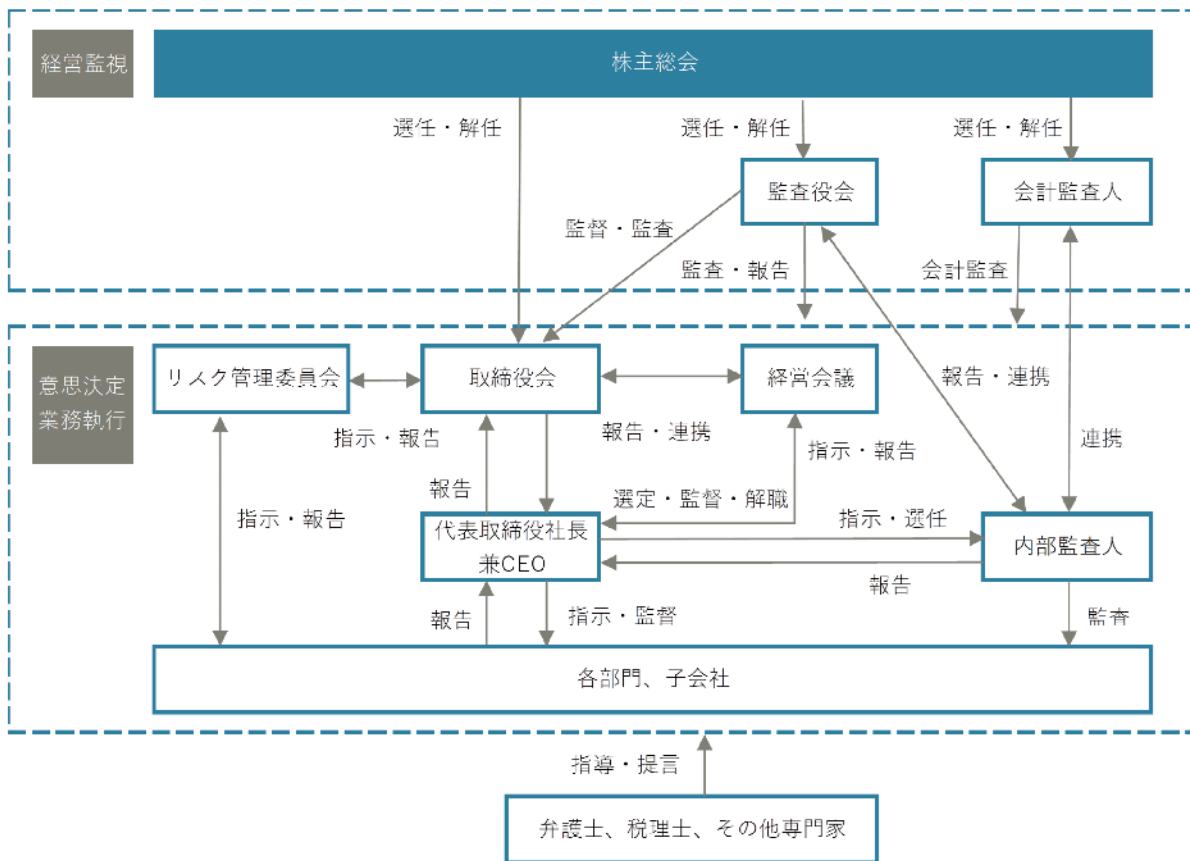 経営監視
株主総会
選任・解任
選任・解任
選任・解任
監査役会
会計監査人
監督・監査
監査・報告
会計監査
意思決定
業務執行
リスク管理委員会
取締役会
経営会議
報告・連携
指示・報告
報告・連携
指示・報告
連携
報告
選定・監督・解職
指示・報告
指示・選任
代表取締役社長
兼CEO
内部監査人
報告
報告
指示・監督
監査
各部門、子会社
指導・提言
弁護士、税理士、その他専門家